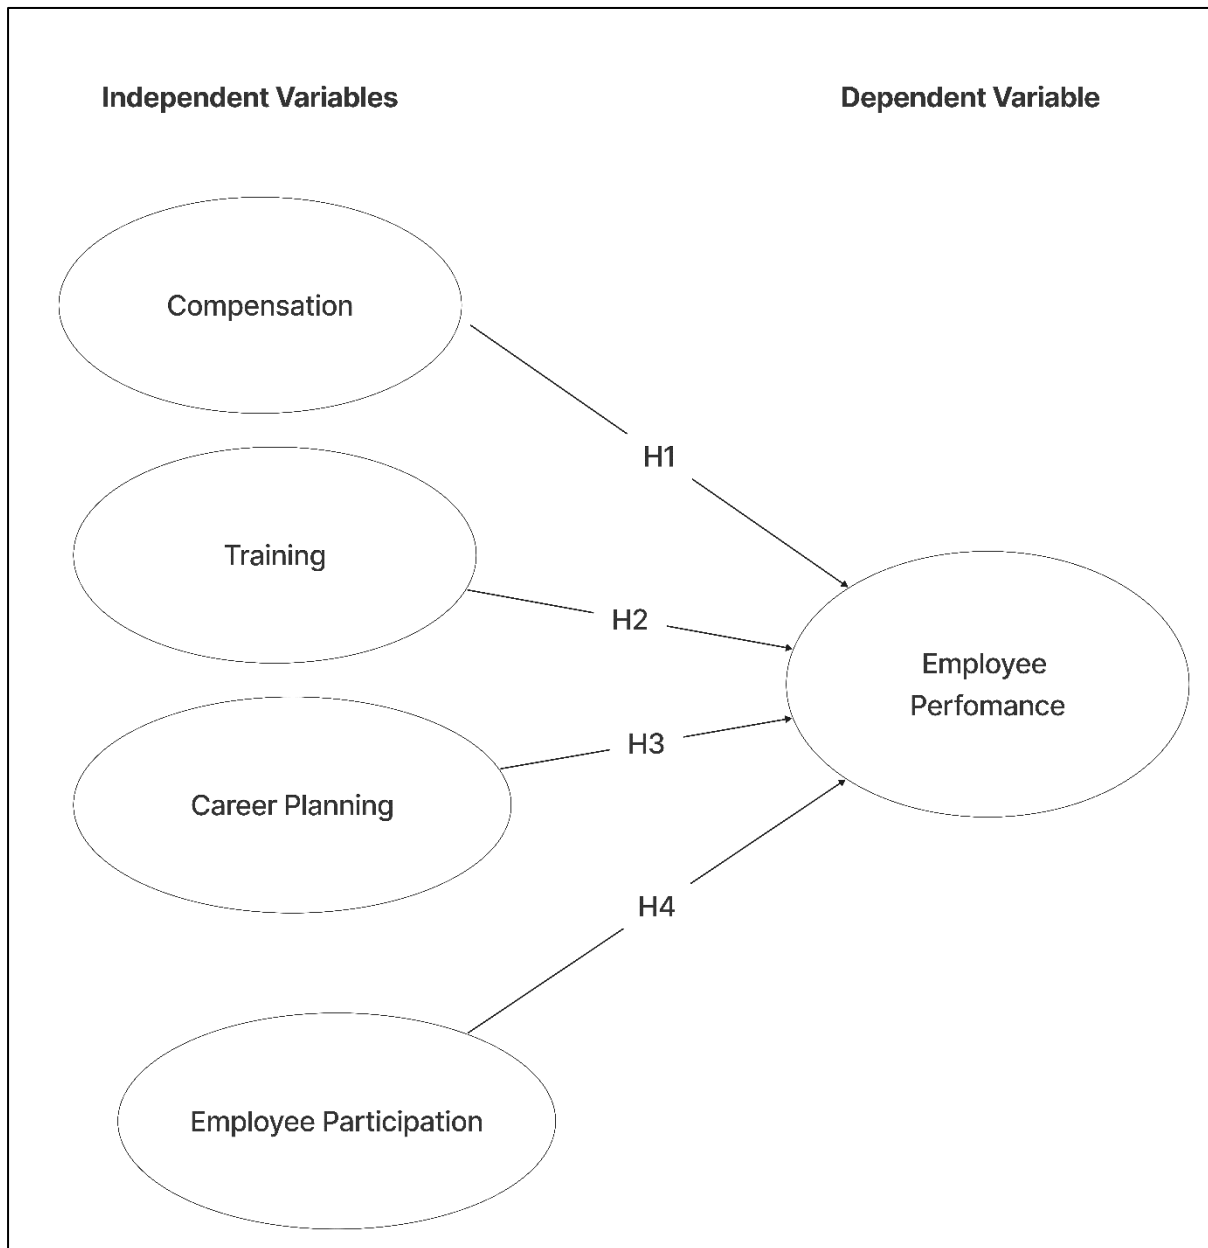 Independent Variables
Dependent Variable
Compensation
H1
Training
H2
Employee
Perfomance
H3
Career Planning
H4
Employee Participation